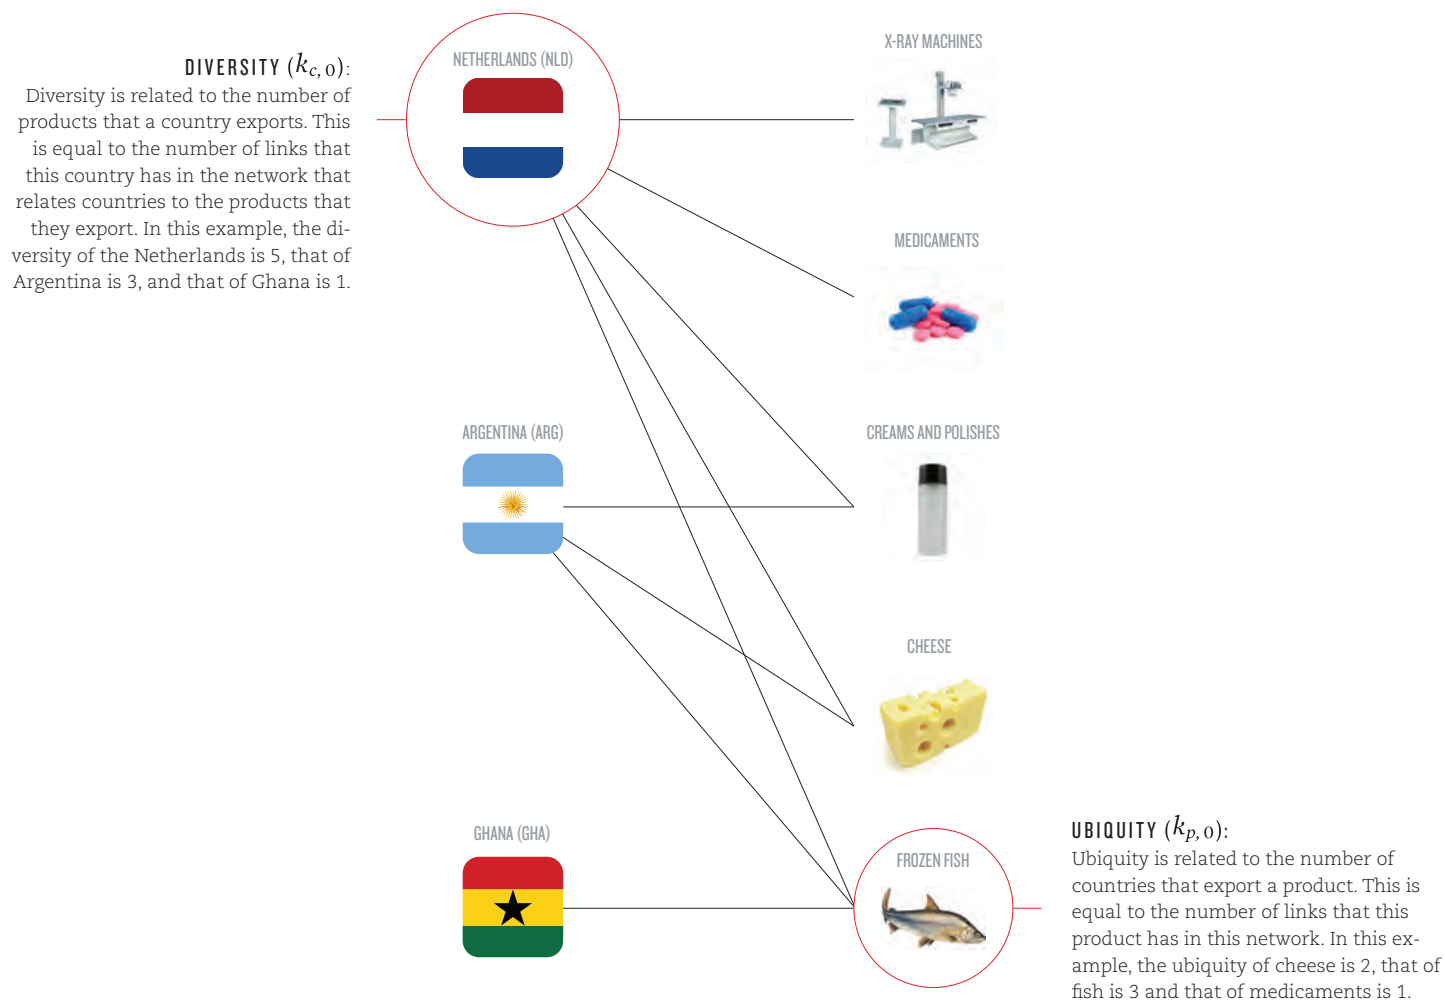 DIVERSITY (kc, 0):
Diversity is related to the number of
products that a country exports. This
is equal to the number of links that
this country has in the network that
relates countries to the products that
they export. In this example, the di-
versity of the Netherlands is 5, that of
Argentina is 3, and that of Ghana is 1.
NETHERLANDS (NLD)
X-RAY MACHINES
MEDICAMENTS
ARGENTINA (ARG)
CREAMS AND POLISHES
CHEESE
GHANA (GHA)
FROZEN FISH
UBIQUITY (kp, 0):
Ubiquity is related to the number of
countries that export a product. This is
equal to the number of links that this
product has in this network. In this ex-
ample, the ubiquity of cheese is 2, that of
fish is 3 and that of medicaments is 1.